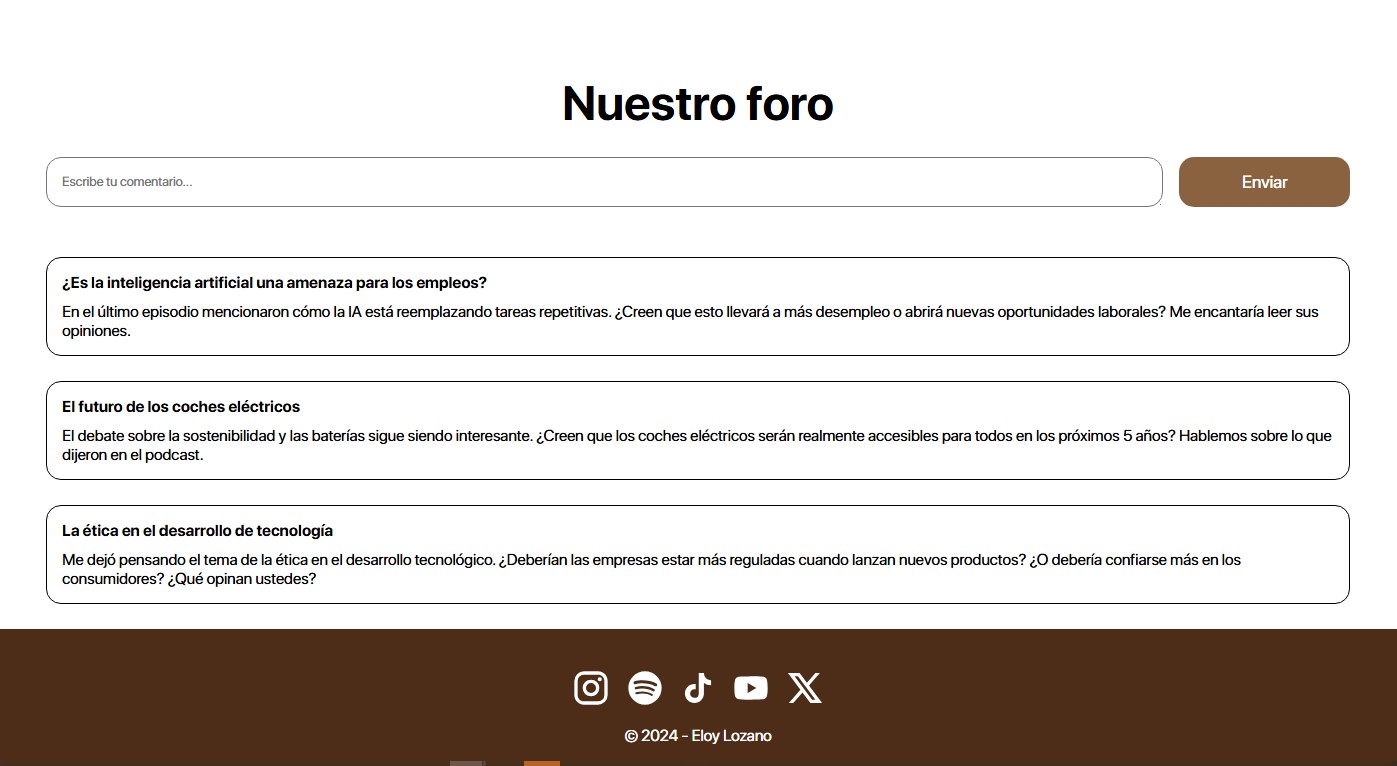 Nuestro foro
Escribe tu comentario...
Enviar
¿Es la inteligencia artificial una amenaza para los empleos?
En el último episodio mencionaron cómo la IA está reemplazando tareas repetitivas. ¿Creen que esto llevará a más desempleo o abrirá nuevas oportunidades laborales? Me encantaría leer sus
opiniones.
El futuro de los coches eléctricos
El debate sobre la sostenibilidad y las baterías sigue siendo interesante. ¿Creen que los coches eléctricos serán realmente accesibles para todos en los próximos 5 años? Hablemos sobre lo que
dijeron en el podcast.
La ética en el desarrollo de tecnología
Me dejó pensando el tema de la ética en el desarrollo tecnológico. ¿Deberían las empresas estar más reguladas cuando lanzan nuevos productos? ¿O debería confiarse más en los
consumidores? ¿Qué opinan ustedes?
© 2024 - Eloy Lozano